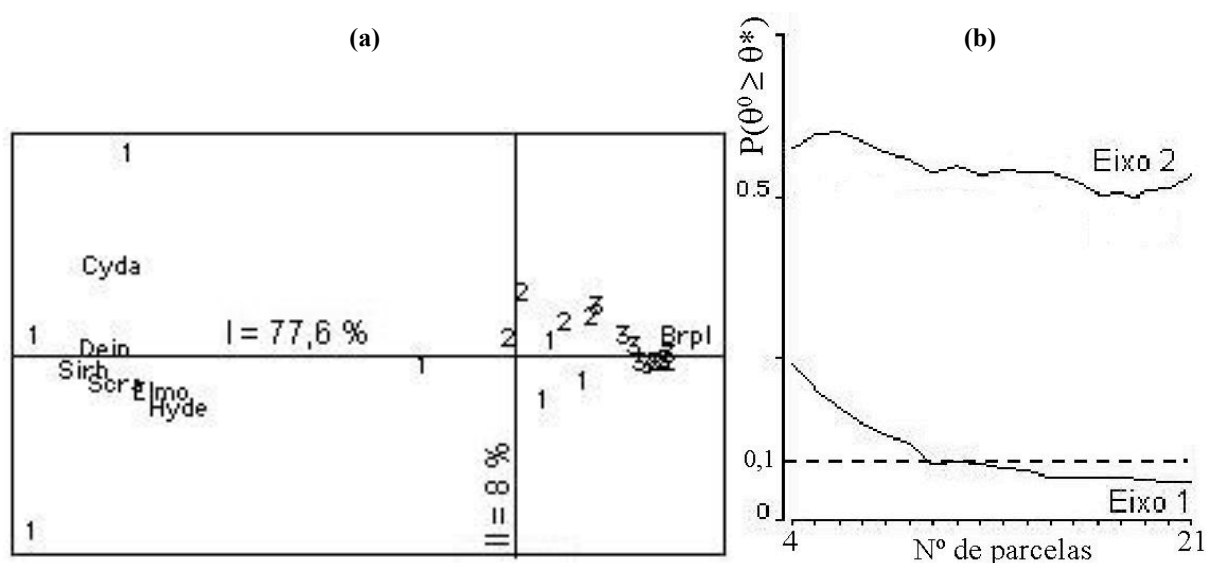 (a)
1
Cyda
1
I = 77,6 %
2
3
2
2
2
1
3
3
Brpl
Dein
Sirh
Scra
Elmo
Hyde
1
1
1
II = 8 %
1
(b)
P(θ⁰ ≥ θ*)
Eixo 2
0.5
0,1
Eixo 1
0
4
21
Nº de parcelas